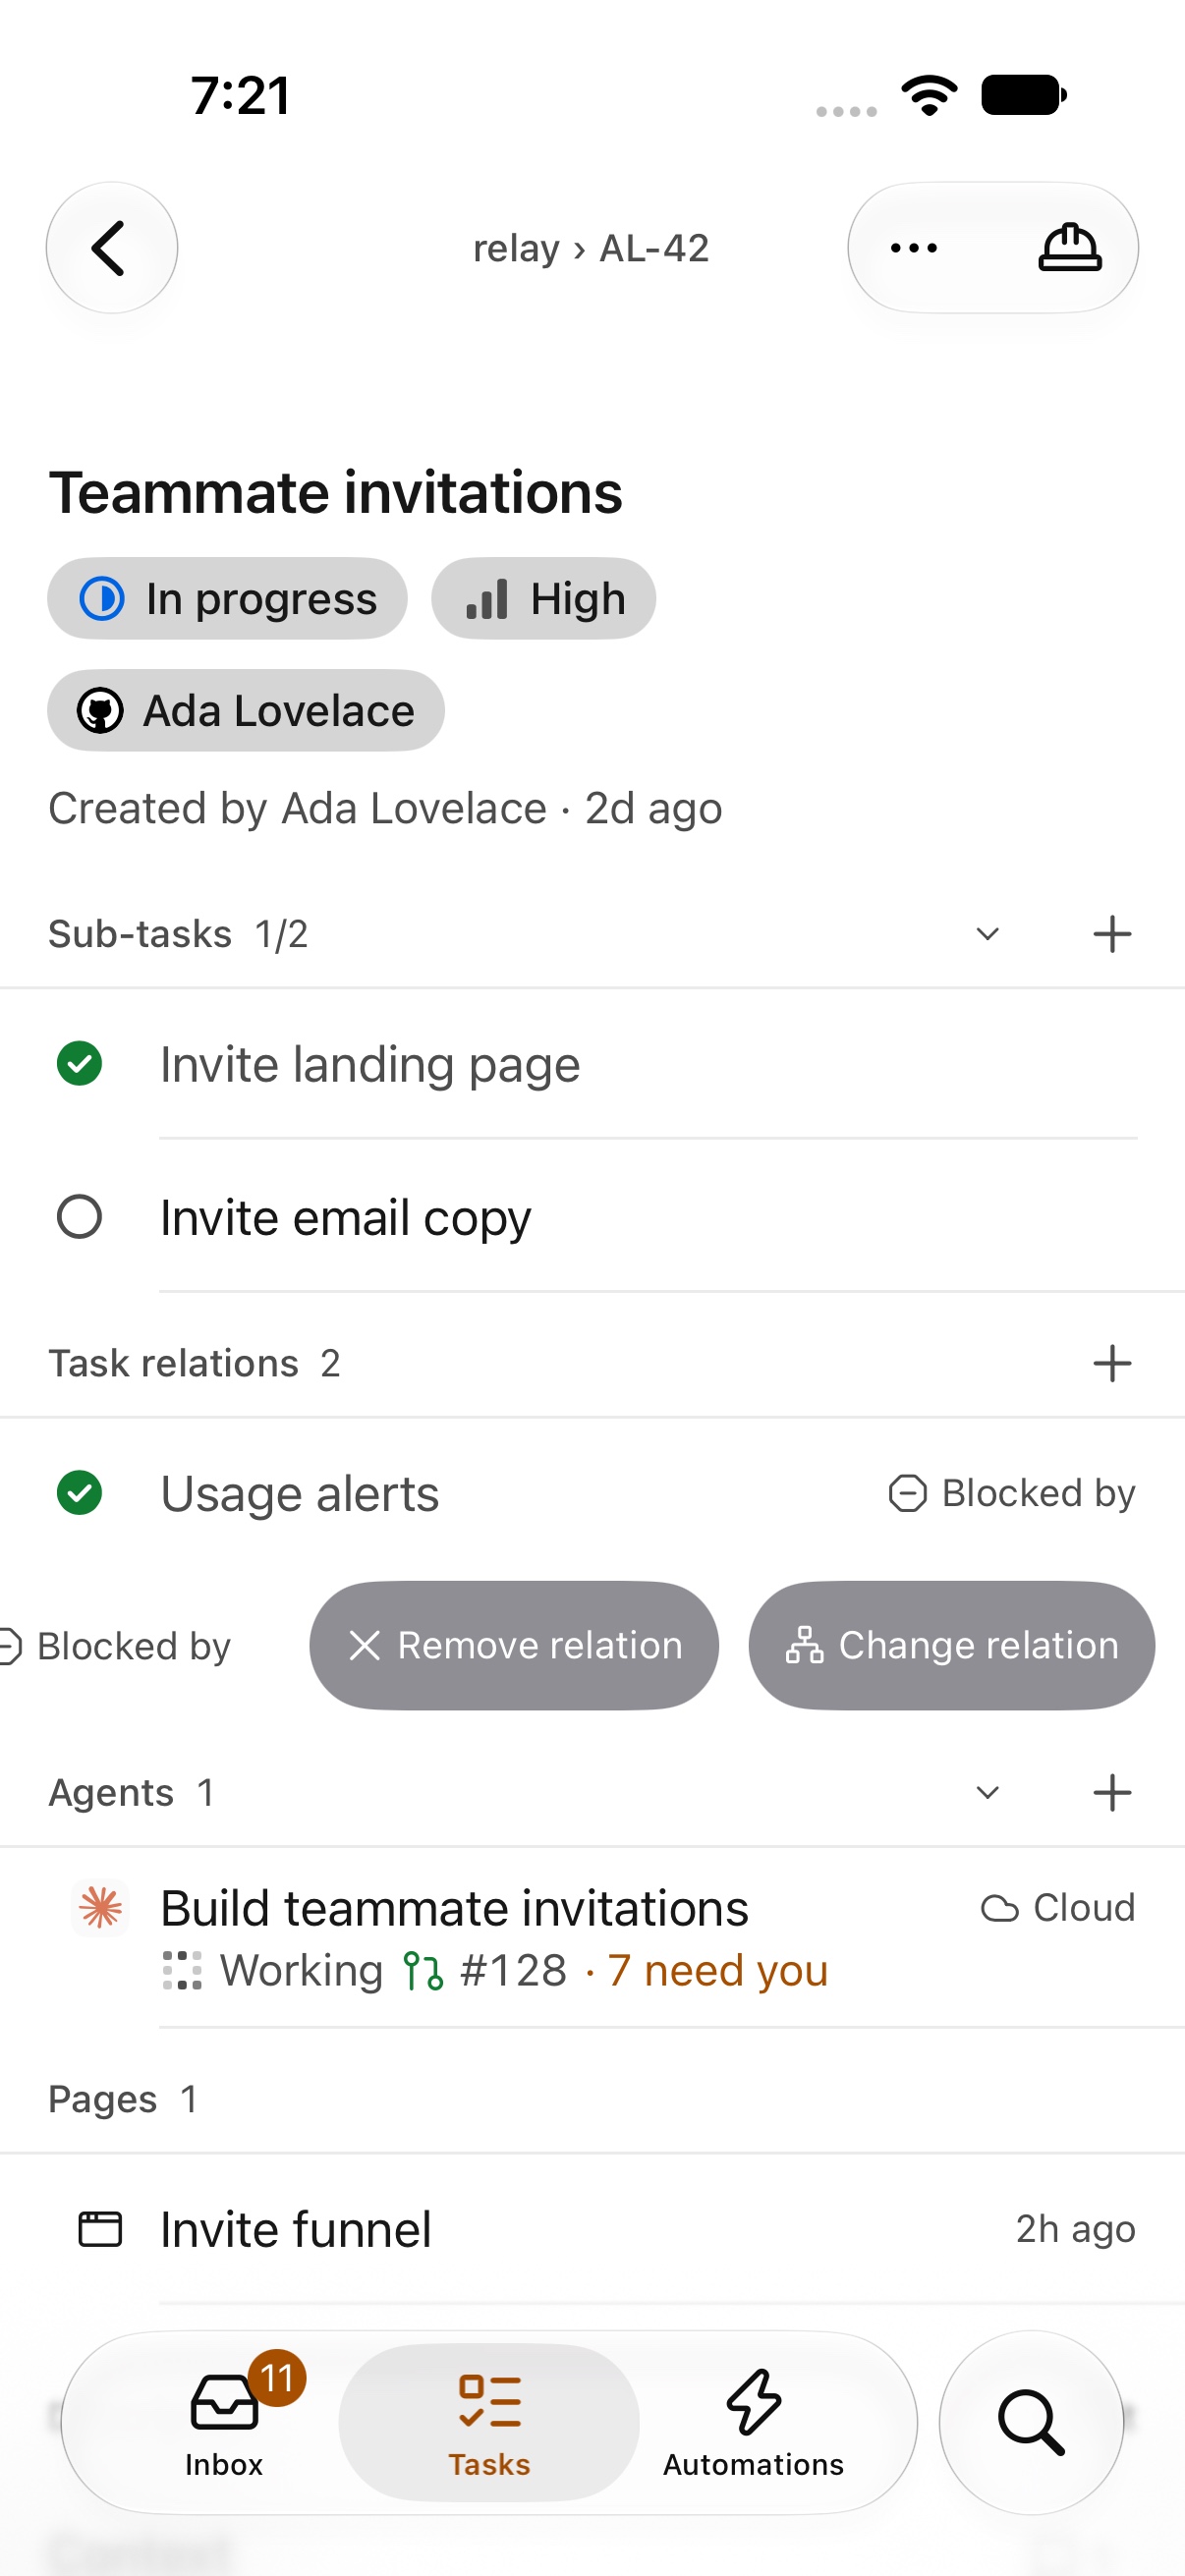 7:21
relay › AL-42
Teammate invitations
In progress
High
Ada Lovelace
Created by Ada Lovelace · 2d ago
Sub-tasks 1/2
Invite landing page
Invite email copy
Task relations 2
Usage alerts
Blocked by
Blocked by
Remove relation
Change relation
Agents 1
Build teammate invitations
Cloud
Working #128 · 7 need you
Pages 1
Invite funnel
2h ago
11
Inbox
Tasks
Automations